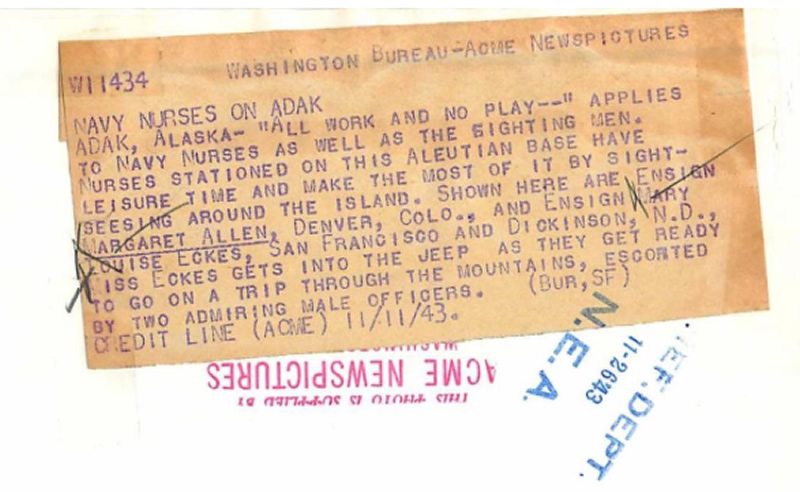 W11434
WASHINGTON BUREAU-ACME NEWSPICTURES
NAVY NURSES ON ADAK
ADAK, ALASKA- "ALL WORK AND NO PLAY--" APPLIES
TO NAVY NURSES AS WELL AS THE FIGHTING MEN.
NURSES STATIONED ON THIS ALEUTIAN BASE HAVE
LEISURE TIME AND MAKE THE MOST OF IT BY SIGHT-
SEESING AROUND THE ISLAND. SHOWN HERE ARE ENSIGN
MARGARET ALLEN, DENVER, COLO., AND ENSIGN MARY
LOUISE ECKES, SAN FRANCISCO AND DICKINSON, N.D.,
MISS ECKES GETS INTO THE JEEP AS THEY GET READY
TO GO ON A TRIP THROUGH THE MOUNTAINS, ESCORTED
BY TWO ADMIRING MALE OFFICERS. (BUR,SF)
CREDIT LINE (ACME) 11/11/43.
THIS PHOTO IS SUPPLIED BY
ACME NEWSPICTURES
REF. DEPT.
11-2643
N.E.A.